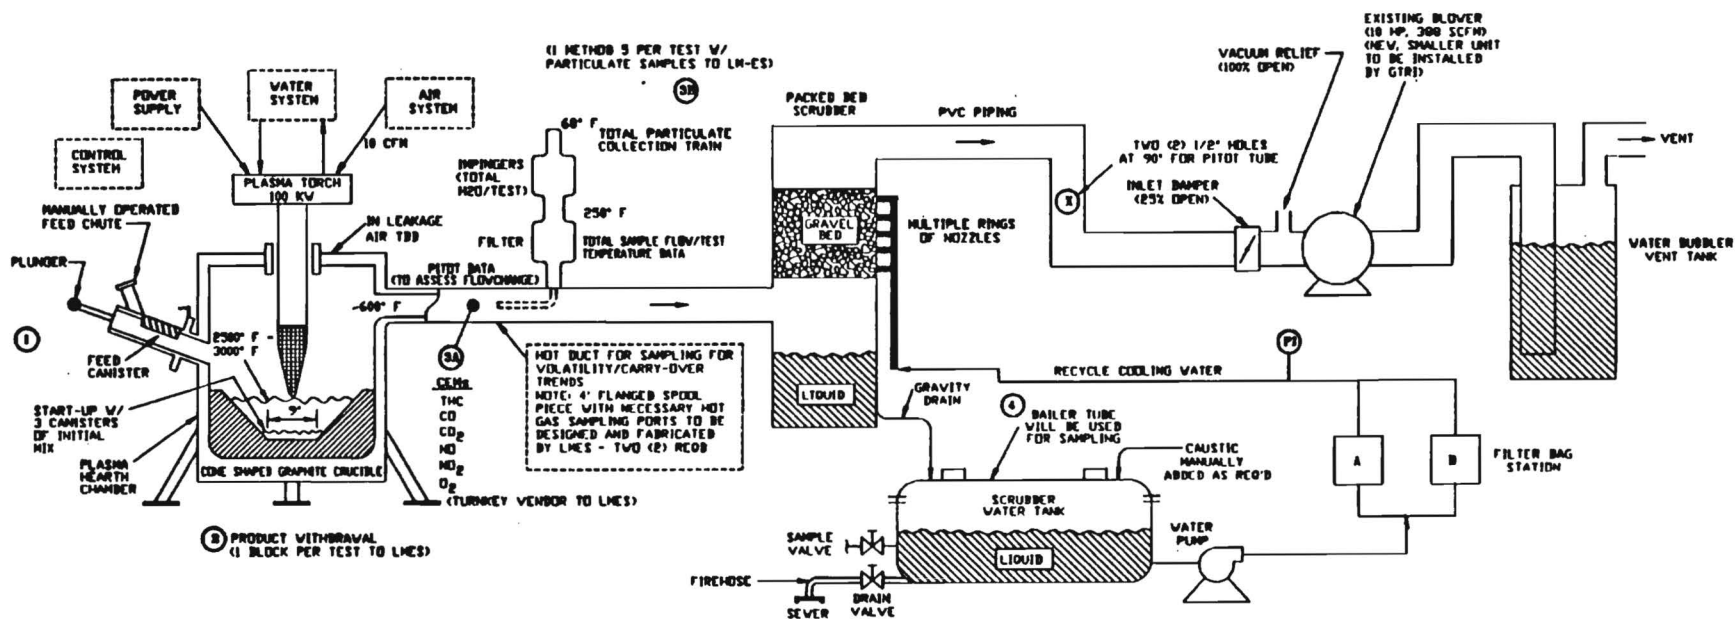 (1 METHOD 5 PER TEST W/
PARTICULATE SAMPLES TO LM-ES)
3B
POWER
SUPPLY
WATER
SYSTEM
AIR
SYSTEM
10 CFM
CONTROL
SYSTEM
PLASMA TORCH
100 KW
MANUALLY OPERATED
FEED CHUTE
PLUNGER
IN LEAKAGE
AIR TBD
1
FEED
CANISTER
2500° F -
3000° F
START-UP W/
3 CANISTERS
OF INITIAL
MIX
9"
PLASMA
HEARTH
CHAMBER
CONE SHAPED GRAPHITE CRUCIBLE
2 PRODUCT WITHDRAWAL
(1 BLOCK PER TEST TO LMES)
60° F
TOTAL PARTICULATE
COLLECTION TRAIN
IMPINGERS
(TOTAL
H2O/TEST)
250° F
FILTER
TOTAL SAMPLE FLOW/TEST
TEMPERATURE DATA
PITOT DATA
(TO ASSESS FLOWCHANGE)
~600° F
3A
CEMs
THC
CO
CO2
NO
NO2
O2
(TURNKEY VENDOR TO LMES)
HOT DUCT FOR SAMPLING FOR
VOLATILITY/CARRY-OVER
TRENDS
NOTE: 4' FLANGED SPOOL
PIECE WITH NECESSARY HOT
GAS SAMPLING PORTS TO BE
DESIGNED AND FABRICATED
BY LMES - TWO (2) REQD
PACKED BED
SCRUBBER
GRAVEL
BED
MULTIPLE RINGS
OF NOZZLES
LIQUID
PVC PIPING
VACUUM RELIEF
(100% OPEN)
EXISTING BLOWER
(10 HP, 300 SCFM)
(NEW, SMALLER UNIT
TO BE INSTALLED
BY GTRI)
TWO (2) 1/2" HOLES
AT 90° FOR PITOT TUBE
X
INLET DAMPER
(25% OPEN)
VENT
WATER BUBBLER
VENT TANK
PI
RECYCLE COOLING WATER
GRAVITY
DRAIN
4
BAILER TUBE
WILL BE USED
FOR SAMPLING
CAUSTIC
MANUALLY
ADDED AS REQ'D
A
B
FILTER BAG
STATION
SCRUBBER
WATER TANK
LIQUID
WATER
PUMP
SAMPLE
VALVE
FIREHOSE
SEWER
DRAIN
VALVE